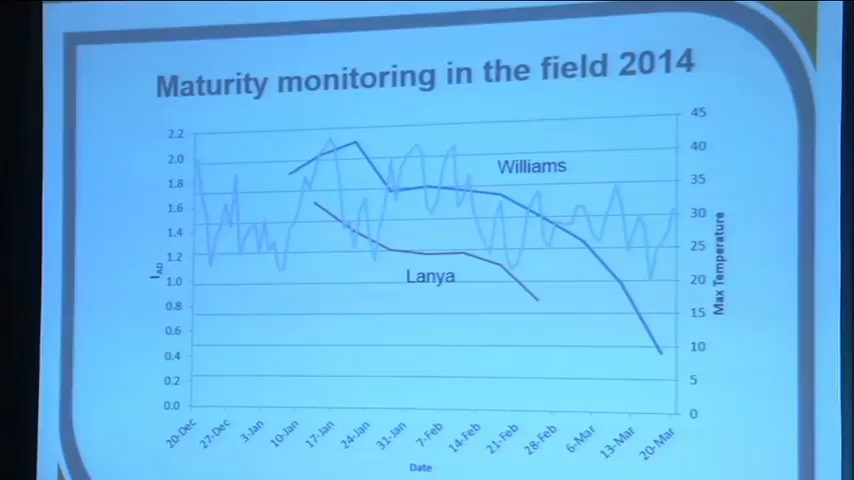 Maturity monitoring in the field 2014
2.2
2.0
1.8
1.6
1.4
1.2
1.0
0.8
0.6
0.4
0.2
0.0
IAD
45
40
35
30
25
20
15
10
5
0
Max Temperature
Williams
Lanya
20-Dec
27-Dec
3-Jan
10-Jan
17-Jan
24-Jan
31-Jan
7-Feb
14-Feb
21-Feb
28-Feb
6-Mar
13-Mar
20-Mar
Date